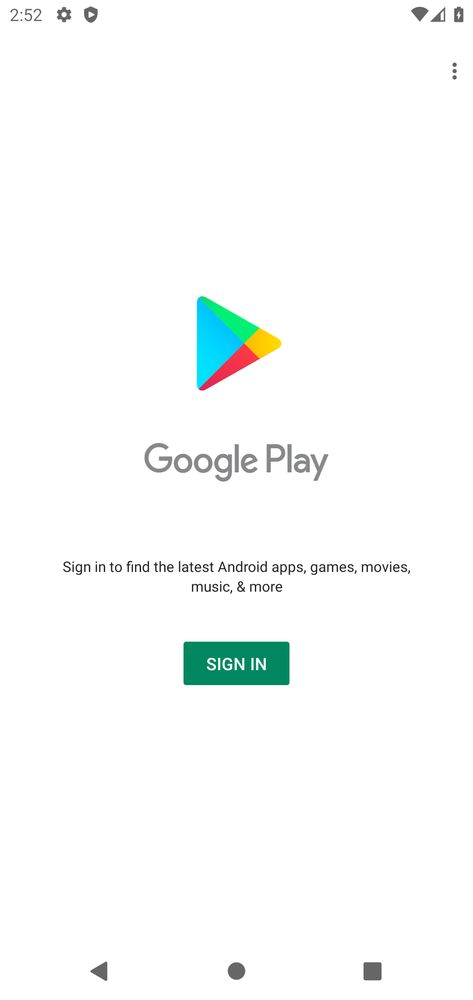 2:52
Google Play
Sign in to find the latest Android apps, games, movies,
music, & more
SIGN IN